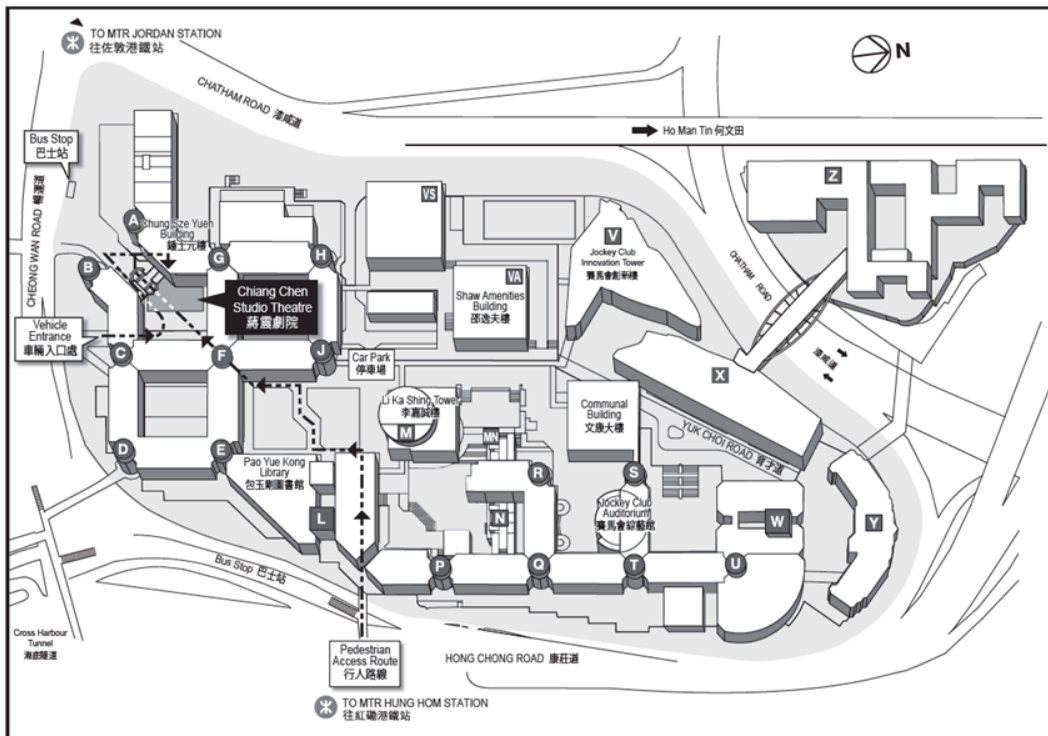 TO MTR JORDAN STATION
往佐敦港鐵站
N
CHATHAM ROAD 漆咸道
Ho Man Tin 何文田
Bus Stop
巴士站
CHEONG WAN ROAD 暢運道
A
Chung Sze Yuen
Building
鍾士元樓
B
G
H
VS
V
Jockey Club
Innovation Tower
賽馬會創新樓
Z
CHATHAM ROAD
漆咸道
VA
Shaw Amenities
Building
邵逸夫樓
Chiang Chen
Studio Theatre
蔣震劇院
Vehicle
Entrance
車輛入口處
C
F
J
Car Park
停車場
X
Li Ka Shing Tower
李嘉誠樓
M
MN
Communal
Building
文康大樓
YUK CHOI ROAD 育才道
D
E
Pao Yue Kong
Library
包玉剛圖書館
R
S
Jockey Club
Auditorium
賽馬會綜藝館
L
N
W
Y
P
Q
T
U
Bus Stop 巴士站
Cross Harbour
Tunnel
海底隧道
Pedestrian
Access Route
行人路線
HONG CHONG ROAD 康莊道
TO MTR HUNG HOM STATION
往紅磡港鐵站